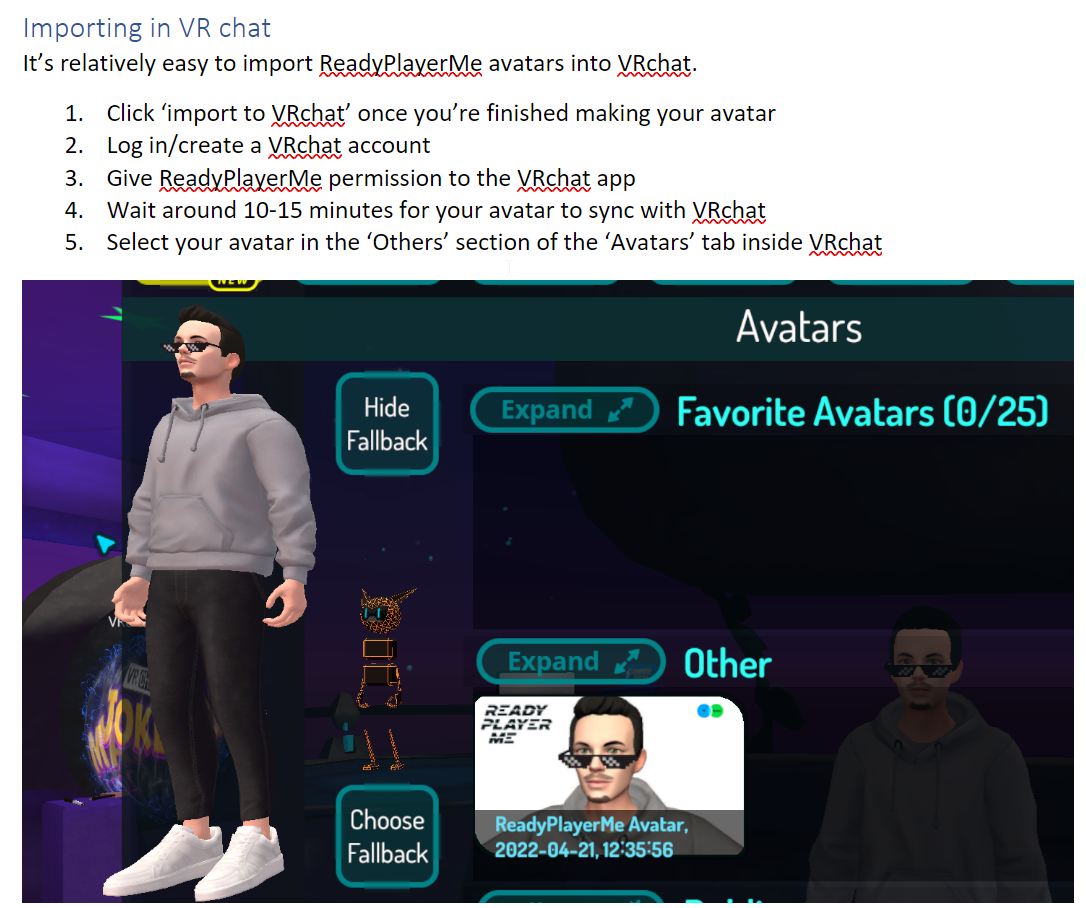 Importing in VR chat
It’s relatively easy to import ReadyPlayerMe avatars into VRchat.
1. Click ‘import to VRchat’ once you’re finished making your avatar
2. Log in/create a VRchat account
3. Give ReadyPlayerMe permission to the VRchat app
4. Wait around 10-15 minutes for your avatar to sync with VRchat
5. Select your avatar in the ‘Others’ section of the ‘Avatars’ tab inside VRchat
NEW
Avatars
Hide
Fallback
Expand
Favorite Avatars (0/25)
Expand
Other
READY
PLAYER
ME
ReadyPlayerMe Avatar,
2022-04-21, 12:35:56
Choose
Fallback